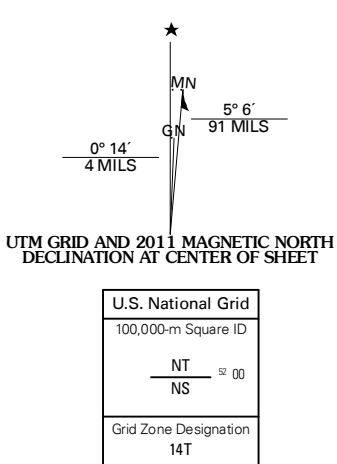 ★
MN
5° 6´
91 MILS
GN
0° 14´
4 MILS
UTM GRID AND 2011 MAGNETIC NORTH
DECLINATION AT CENTER OF SHEET
U.S. National Grid
100,000-m Square ID
NT
52 00
NS
Grid Zone Designation
14T